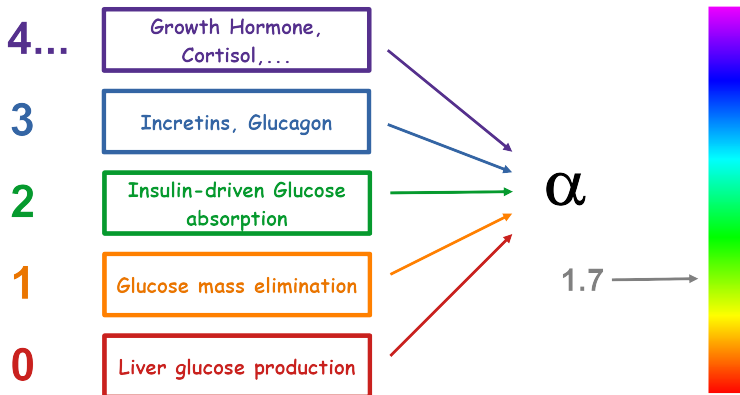 4...
Growth Hormone,
Cortisol,...
3
Incretins, Glucagon
2
Insulin-driven Glucose
absorption
1
Glucose mass elimination
0
Liver glucose production
α
1.7